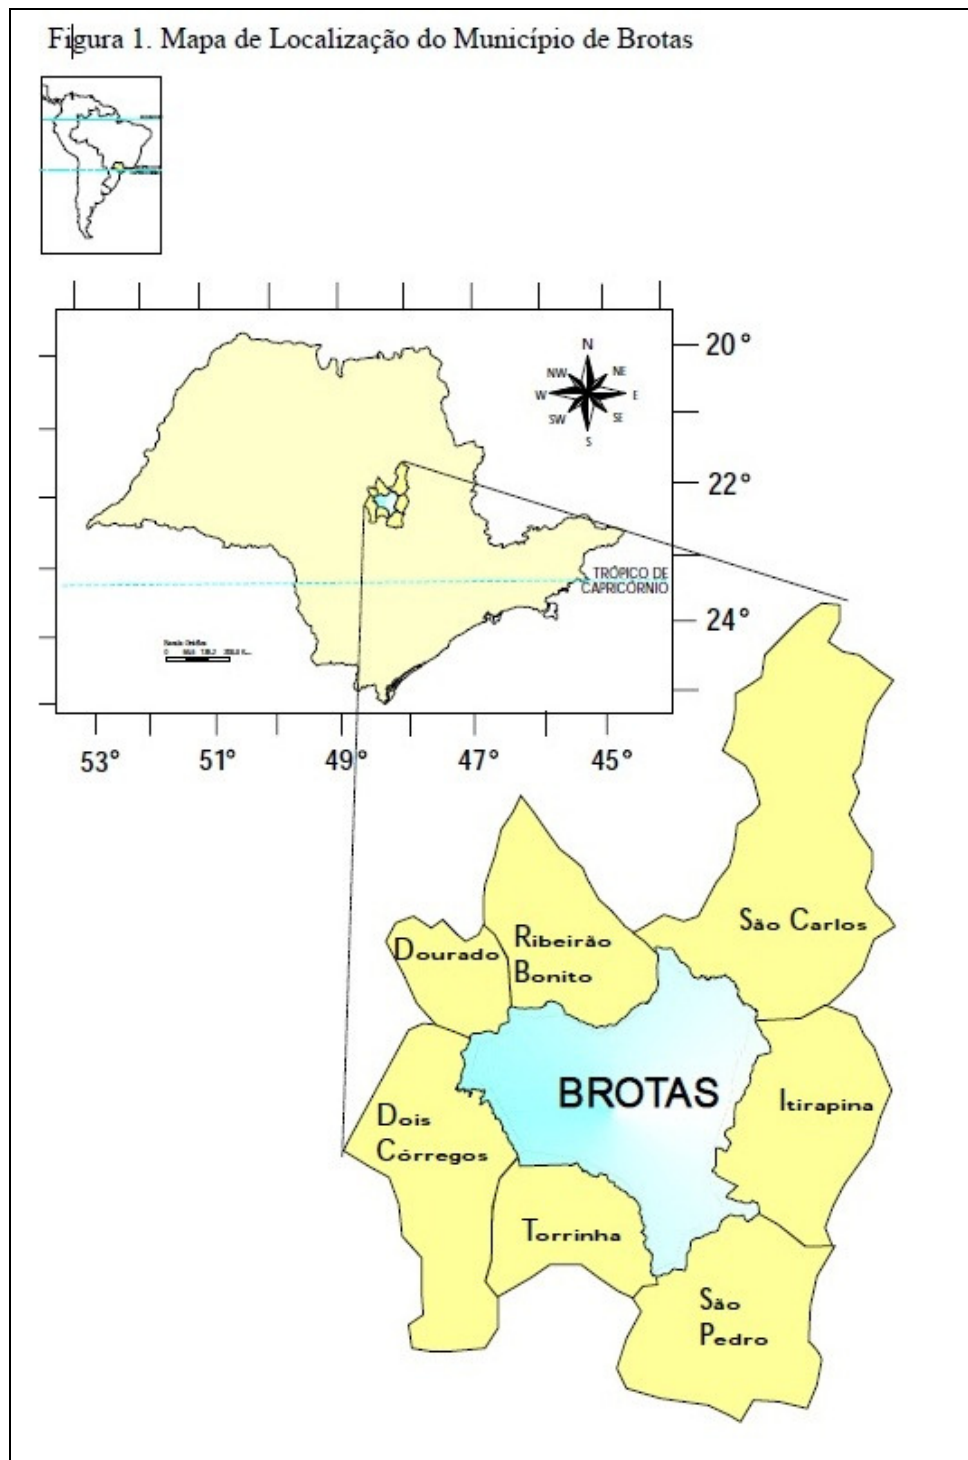 Figura 1. Mapa de Localização do Município de Brotas
N
NW
NE
W
E
SW
SE
S
20°
22°
24°
TRÓPICO DE
CAPRICÓRNIO
0
53°
51°
49°
47°
45°
São Carlos
Dourado
Ribeirão
Bonito
BROTAS
Itirapina
Dois
Córregos
Torrinha
São
Pedro